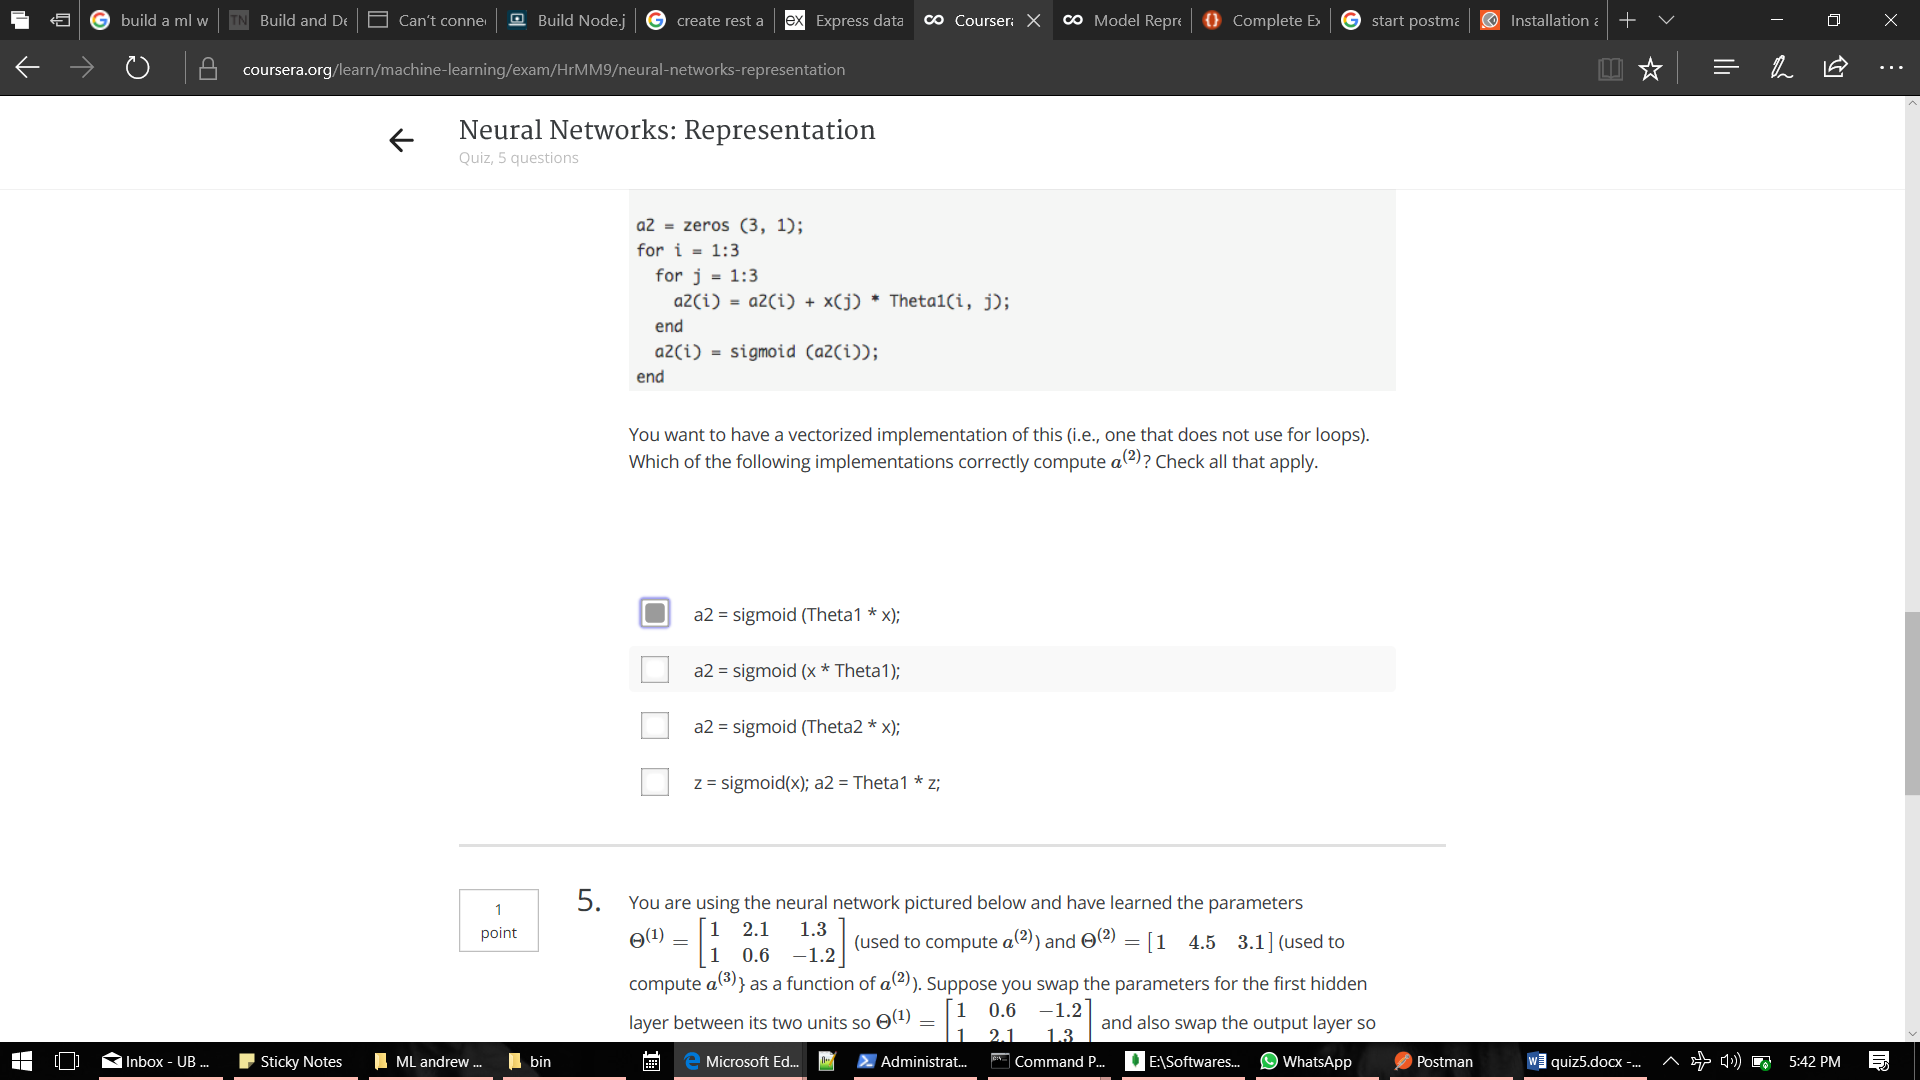 build a ml w
TN Build and De
Can't connec
Build Node.j
create rest a
ex Express data
Coursera
Model Repre
Complete Ex
start postma
Installation a
coursera.org/learn/machine-learning/exam/HrMM9/neural-networks-representation
Neural Networks: Representation
Quiz, 5 questions
a2 = zeros (3, 1);
for i = 1:3
for j = 1:3
a2(i) = a2(i) + x(j) * Theta1(i, j);
end
a2(i) = sigmoid (a2(i));
end
You want to have a vectorized implementation of this (i.e., one that does not use for loops).
Which of the following implementations correctly compute a^(2)? Check all that apply.
a2 = sigmoid (Theta1 * x);
a2 = sigmoid (x * Theta1);
a2 = sigmoid (Theta2 * x);
z = sigmoid(x); a2 = Theta1 * z;
1
point
5.
You are using the neural network pictured below and have learned the parameters
Θ^(1) = [1 2.1 1.3
1 0.6 −1.2] (used to compute a^(2)) and Θ^(2) = [1 4.5 3.1] (used to
compute a^(3)} as a function of a^(2)). Suppose you swap the parameters for the first hidden
layer between its two units so Θ^(1) = [1 0.6 −1.2
1 2.1 1.3] and also swap the output layer so
Inbox - UB ...
Sticky Notes
ML andrew ...
bin
Microsoft Ed...
Administrat...
Command P...
E:\Softwares...
WhatsApp
Postman
quiz5.docx -...
5:42 PM